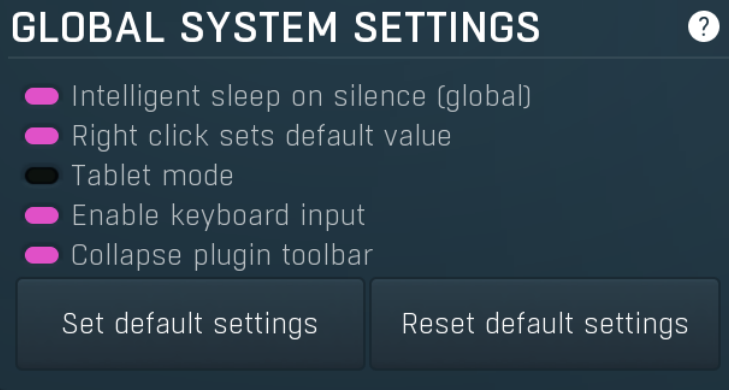 GLOBAL SYSTEM SETTINGS ?
Intelligent sleep on silence (global)
Right click sets default value
Tablet mode
Enable keyboard input
Collapse plugin toolbar
Set default settings Reset default settings